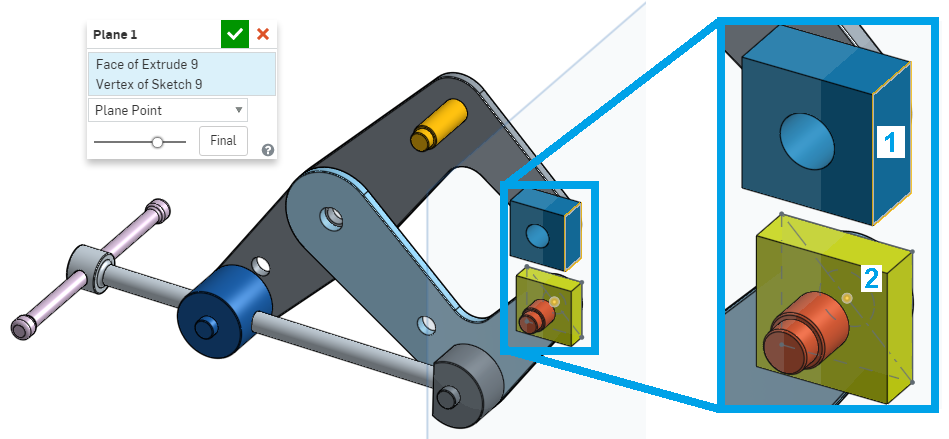 Plane 1
Face of Extrude 9
Vertex of Sketch 9
Plane Point
Final
?
1
2